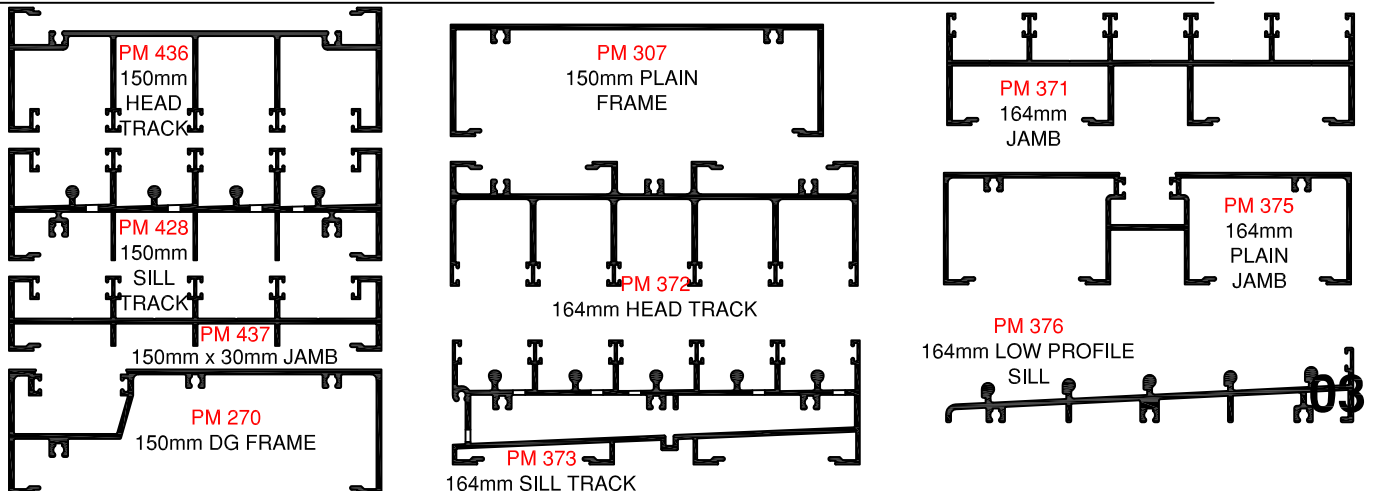 PM 436
150mm
HEAD
TRACK
PM 428
150mm
SILL
TRACK
PM 437
150mm x 30mm JAMB
PM 270
150mm DG FRAME
PM 307
150mm PLAIN
FRAME
PM 372
164mm HEAD TRACK
PM 373
164mm SILL TRACK
PM 371
164mm
JAMB
PM 375
164mm
PLAIN
JAMB
PM 376
164mm LOW PROFILE
SILL
03